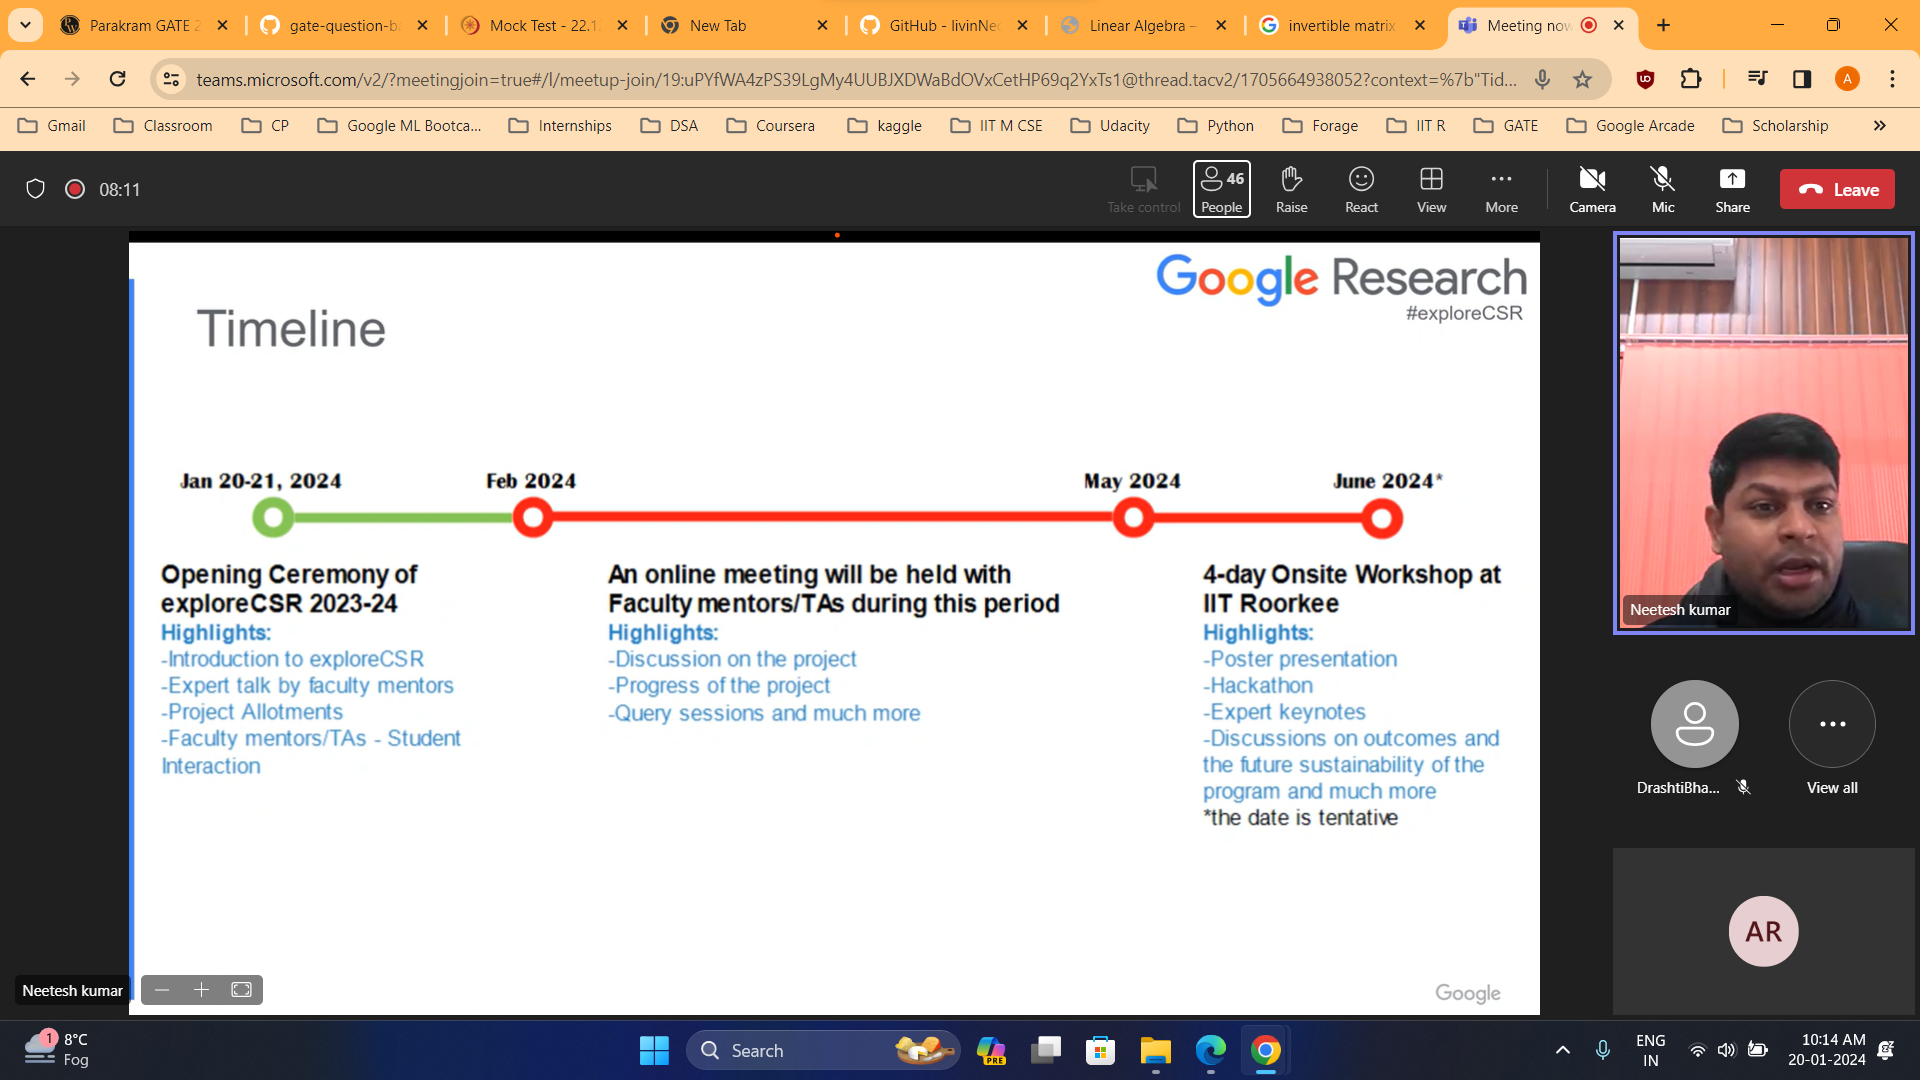 Parakram GATE 2
gate-question-ba
Mock Test - 22.1
New Tab
GitHub - livinNec
Linear Algebra –
invertible matrix
Meeting now
teams.microsoft.com/v2/?meetingjoin=true#/l/meetup-join/19:uPYfWA4zPS39LgMy4UUBJXDWaBdOVxCetHP69q2YxTs1@thread.tacv2/1705664938052?context=%7b"Tid...
A
Gmail
Classroom
CP
Google ML Bootca...
Internships
DSA
Coursera
kaggle
IIT M CSE
Udacity
Python
Forage
IIT R
GATE
Google Arcade
Scholarship
08:11
Take control
46
People
Raise
React
View
More
Camera
Mic
Share
Leave
Google Research
#exploreCSR
Timeline
Jan 20-21, 2024
Feb 2024
May 2024
June 2024*
Opening Ceremony of
exploreCSR 2023-24
Highlights:
-Introduction to exploreCSR
-Expert talk by faculty mentors
-Project Allotments
-Faculty mentors/TAs - Student
Interaction
An online meeting will be held with
Faculty mentors/TAs during this period
Highlights:
-Discussion on the project
-Progress of the project
-Query sessions and much more
4-day Onsite Workshop at
IIT Roorkee
Highlights:
-Poster presentation
-Hackathon
-Expert keynotes
-Discussions on outcomes and
the future sustainability of the
program and much more
*the date is tentative
Google
Neetesh kumar
Neetesh kumar
DrashtiBha...
View all
AR
1
8°C
Fog
Search
PRE
ENG
IN
10:14 AM
20-01-2024